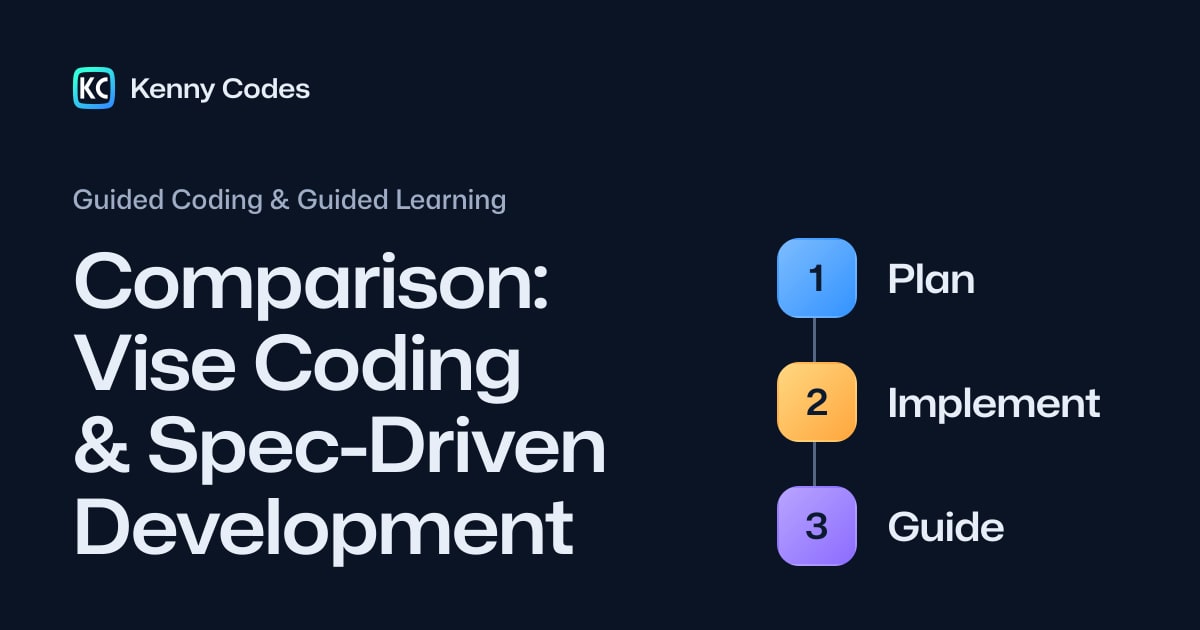 KC Kenny Codes
Guided Coding & Guided Learning
Comparison:
Vise Coding
& Spec-Driven
Development
1 Plan
2 Implement
3 Guide